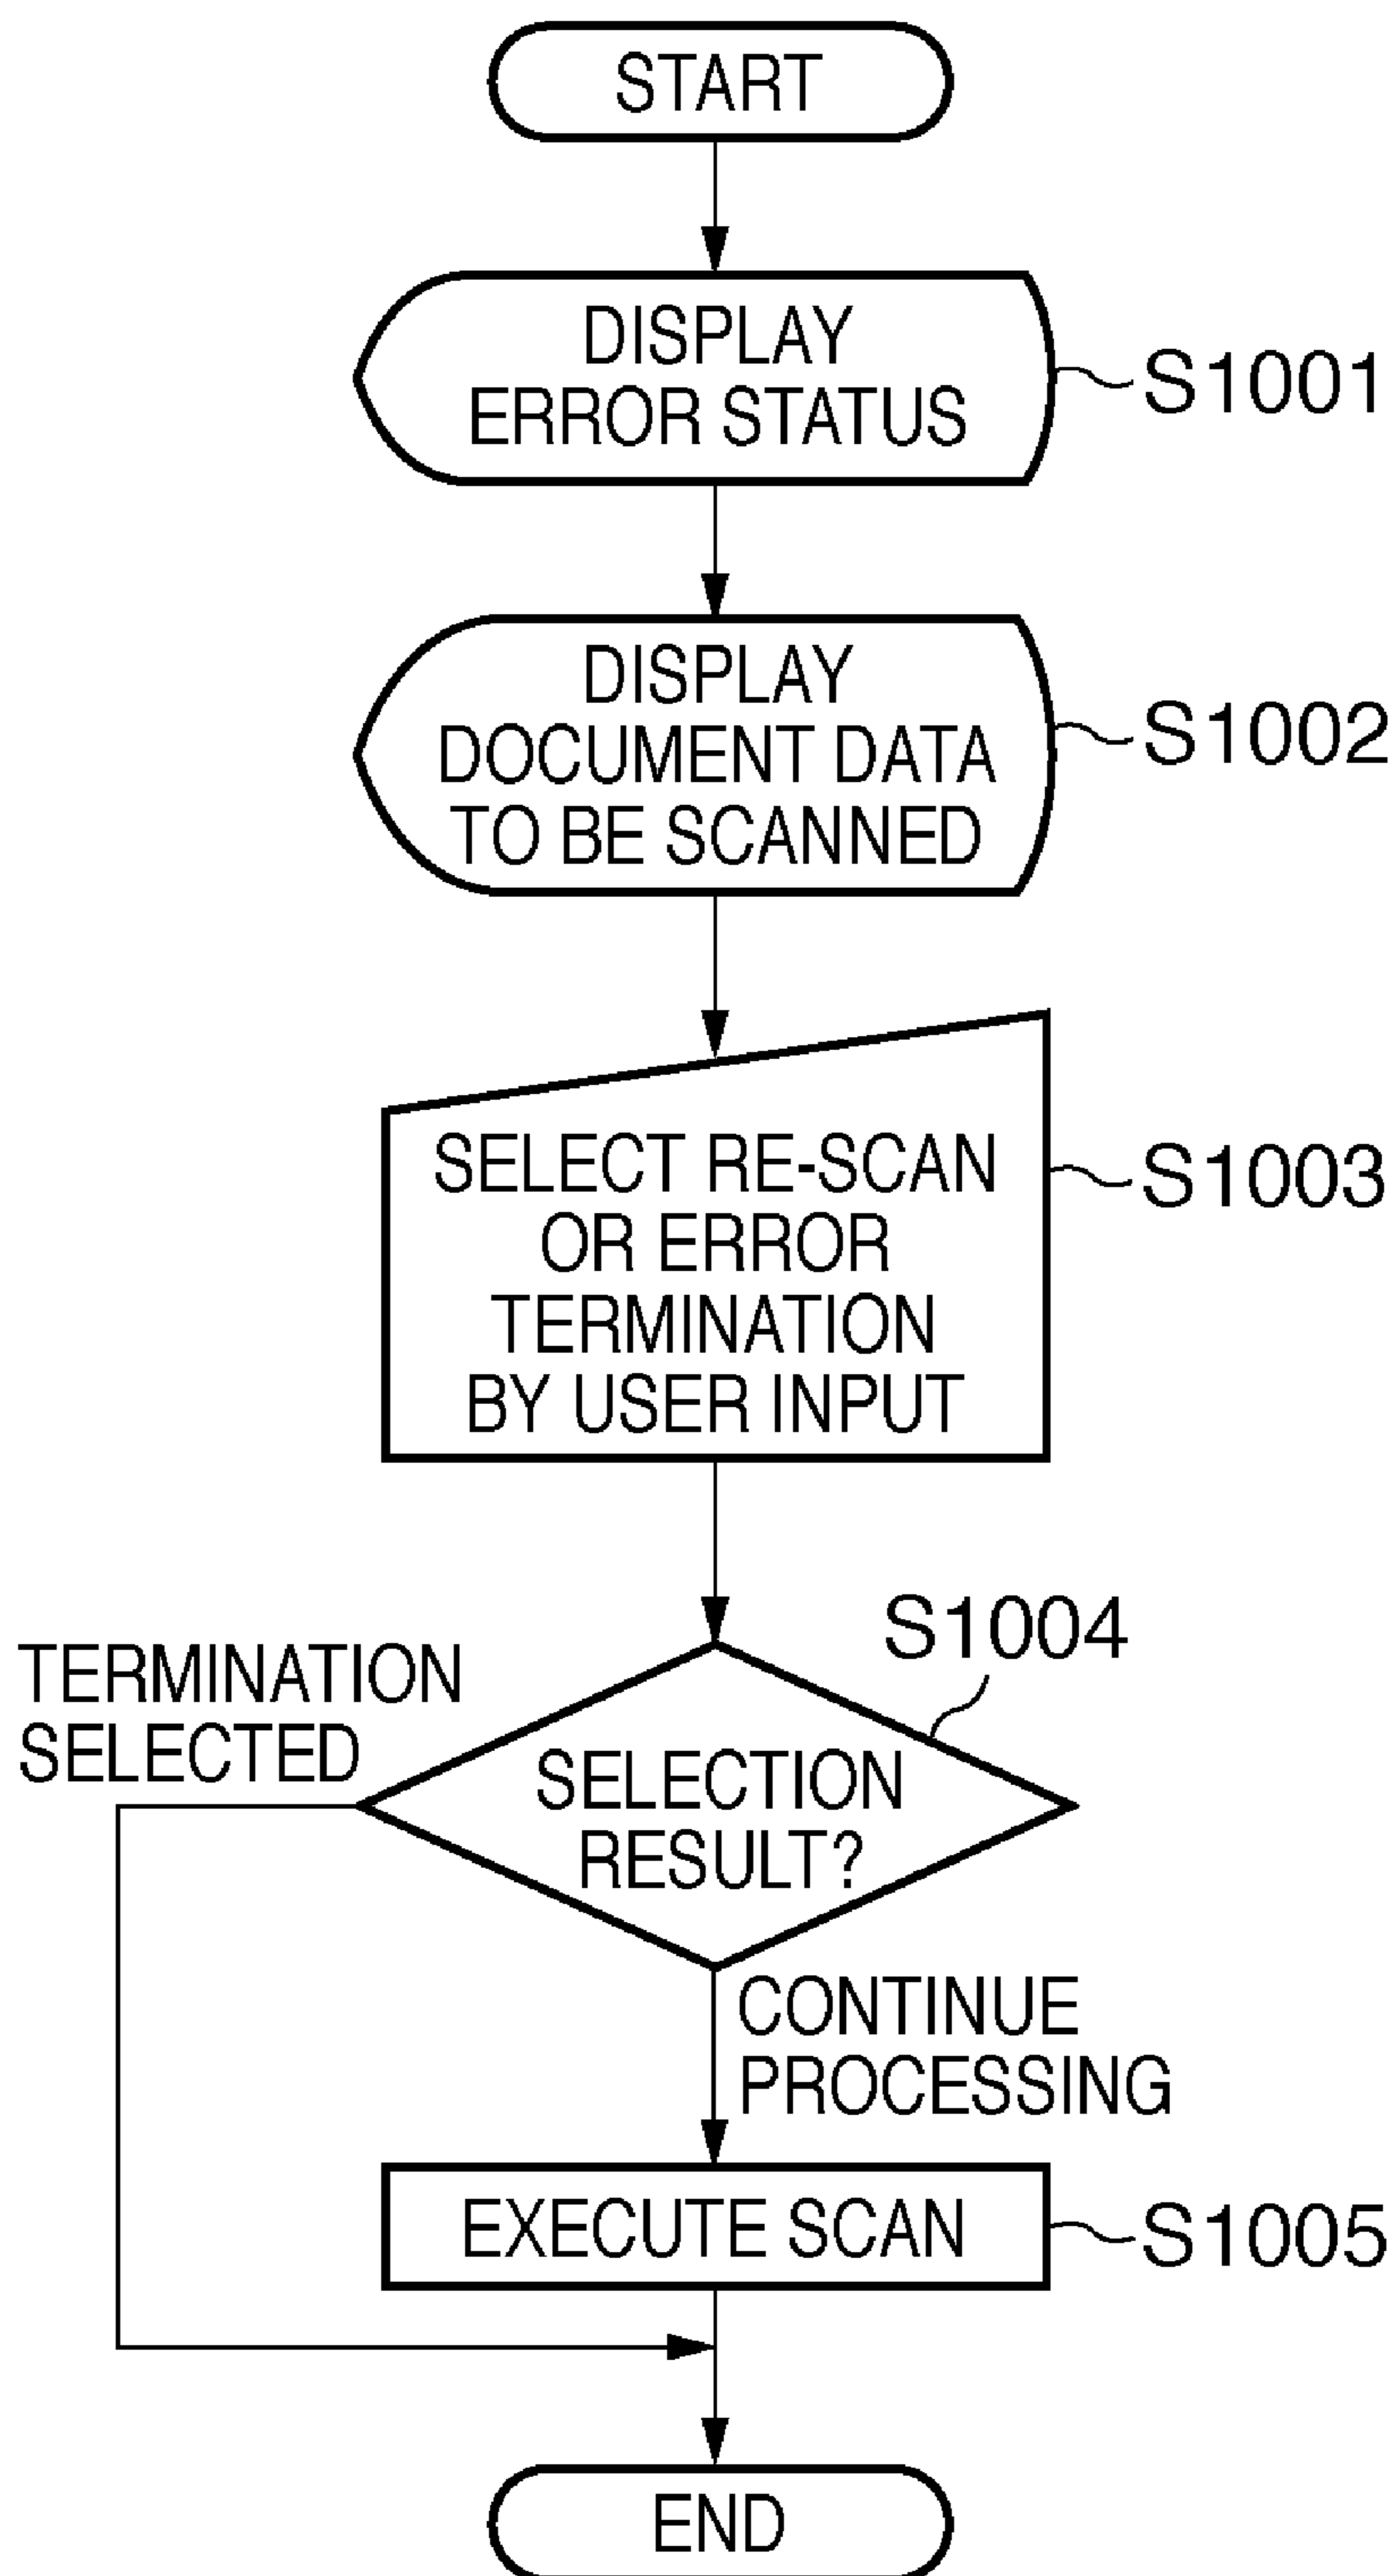 START
DISPLAY
ERROR STATUS
S1001
DISPLAY
DOCUMENT DATA
TO BE SCANNED
S1002
SELECT RE-SCAN
OR ERROR
TERMINATION
BY USER INPUT
S1003
S1004
TERMINATION
SELECTED
SELECTION
RESULT?
CONTINUE
PROCESSING
EXECUTE SCAN
S1005
END